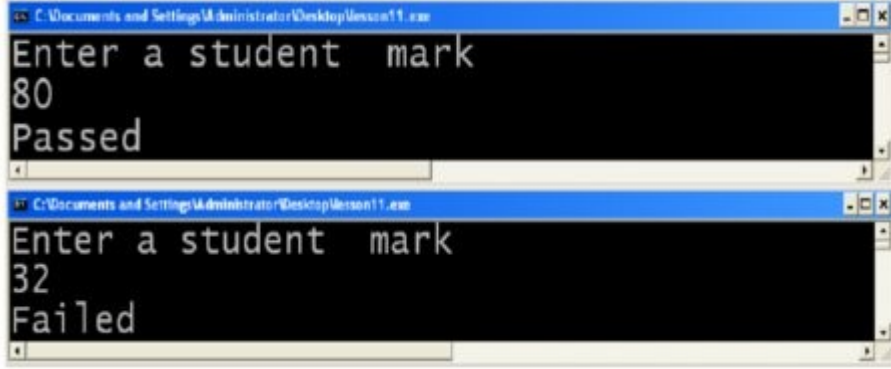 C:\Documents and Settings\Administrator\Desktop\lesson11.exe
Enter a student  mark
80
Passed
C:\Documents and Settings\Administrator\Desktop\lesson11.exe
Enter a student  mark
32
Failed